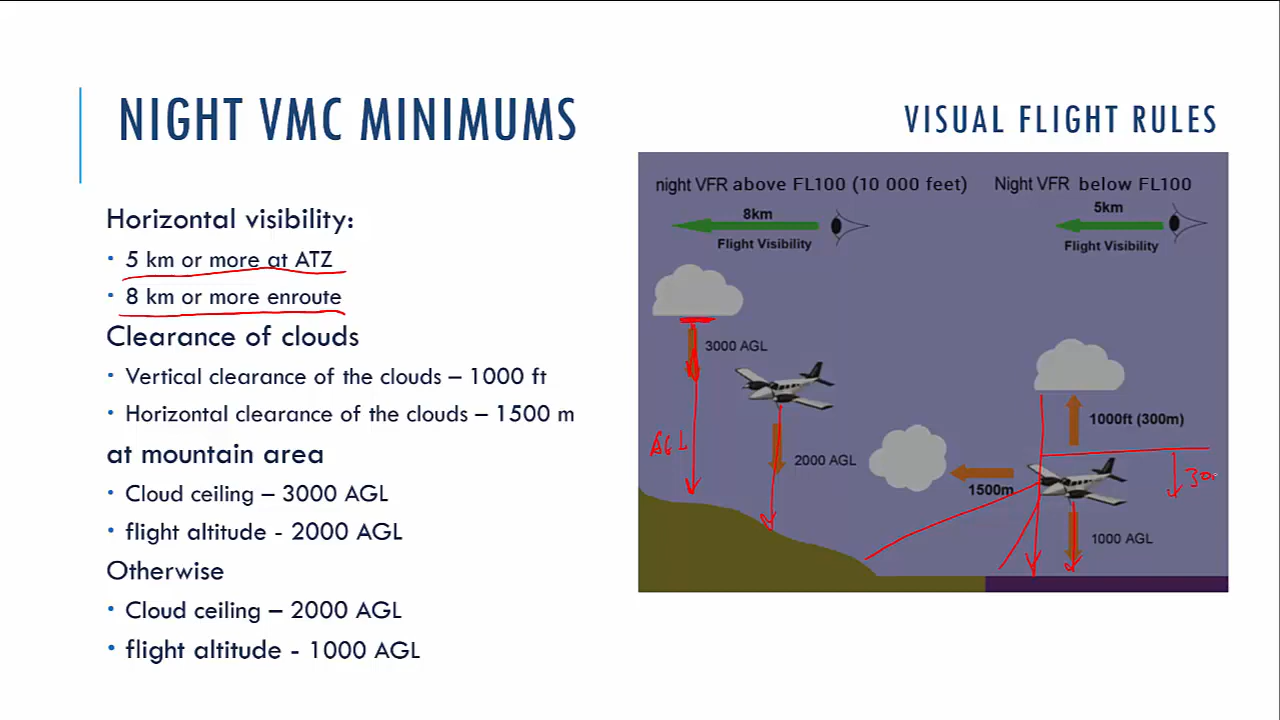 NIGHT VMC MINIMUMS
VISUAL FLIGHT RULES
Horizontal visibility:
• 5 km or more at ATZ
• 8 km or more enroute
Clearance of clouds
• Vertical clearance of the clouds – 1000 ft
• Horizontal clearance of the clouds – 1500 m
at mountain area
• Cloud ceiling – 3000 AGL
• flight altitude - 2000 AGL
Otherwise
• Cloud ceiling – 2000 AGL
• flight altitude - 1000 AGL
night VFR above FL100 (10 000 feet)
8km
Flight Visibility
3000 AGL
AGL
2000 AGL
Night VFR below FL100
5km
Flight Visibility
1000ft (300m)
1500m
1000 AGL